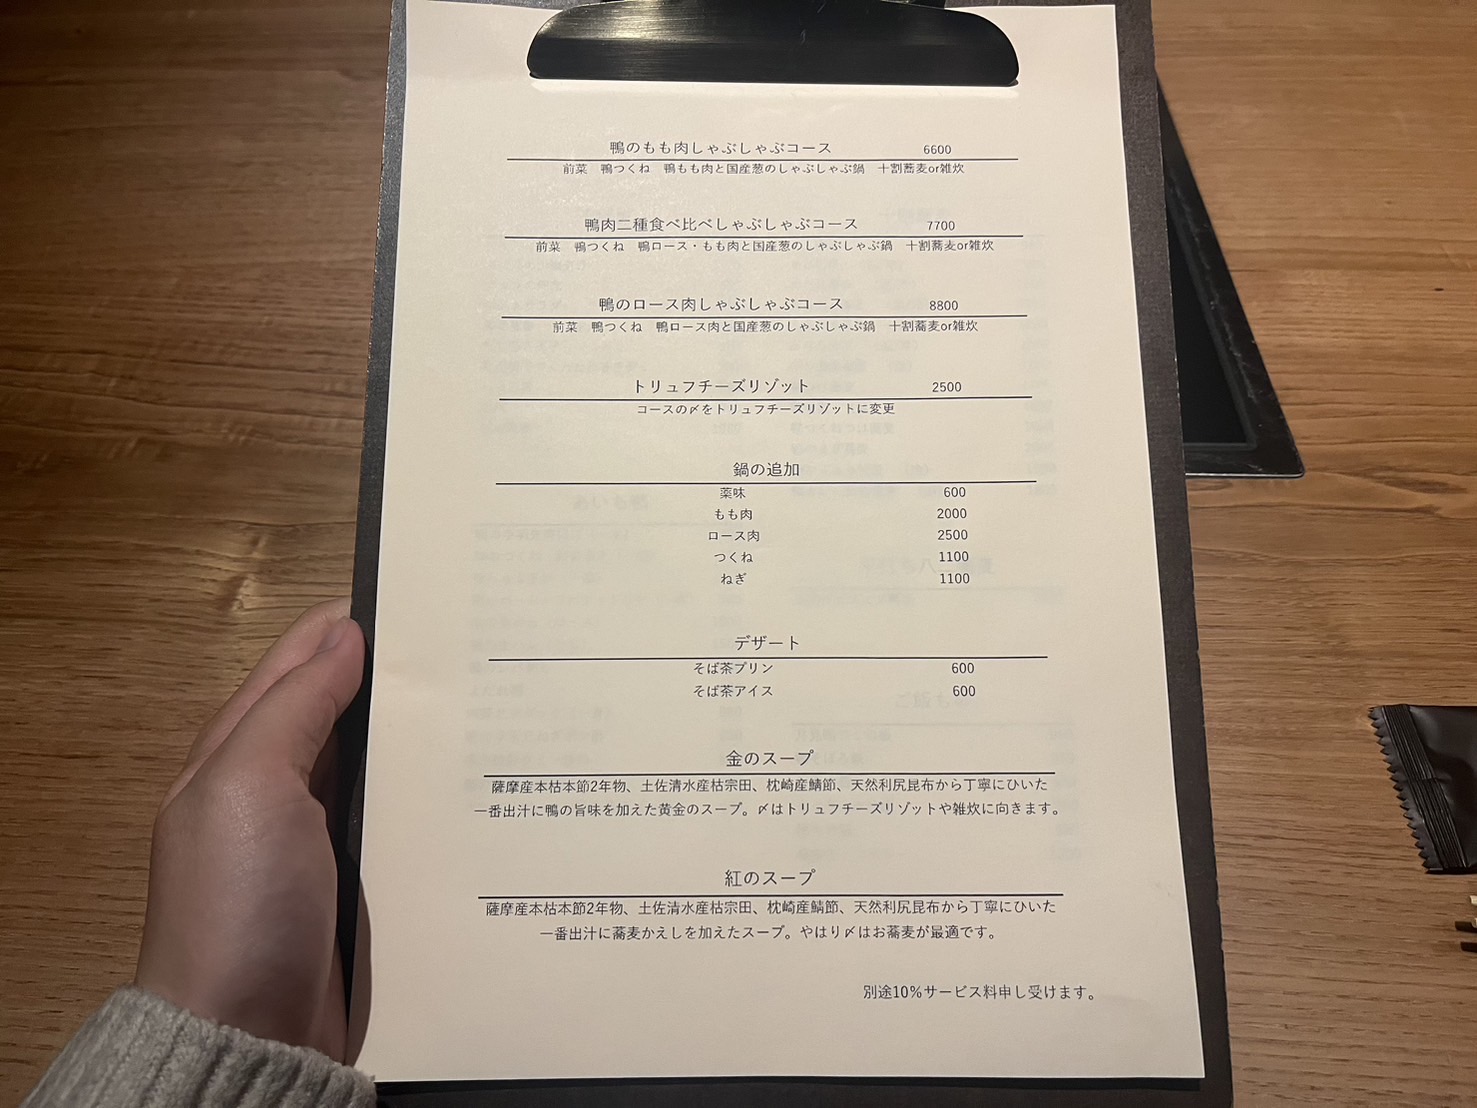 鴨のもも肉しゃぶしゃぶコース 6600
前菜 鴨つくね 鴨もも肉と国産葱のしゃぶしゃぶ鍋 十割蕎麦or雑炊
鴨肉二種食べ比べしゃぶしゃぶコース 7700
前菜 鴨つくね 鴨ロース・もも肉と国産葱のしゃぶしゃぶ鍋 十割蕎麦or雑炊
鴨のロース肉しゃぶしゃぶコース 8800
前菜 鴨つくね 鴨ロース肉と国産葱のしゃぶしゃぶ鍋 十割蕎麦or雑炊
トリュフチーズリゾット 2500
コースの〆をトリュフチーズリゾットに変更
鍋の追加
薬味 600
もも肉 2000
ロース肉 2500
つくね 1100
ねぎ 1100
デザート
そば茶プリン 600
そば茶アイス 600
金のスープ
薩摩産本枯本節2年物、土佐清水産枯宗田、枕崎産鯖節、天然利尻昆布から丁寧にひいた
一番出汁に鴨の旨味を加えた黄金のスープ。〆はトリュフチーズリゾットや雑炊に向きます。
紅のスープ
薩摩産本枯本節2年物、土佐清水産枯宗田、枕崎産鯖節、天然利尻昆布から丁寧にひいた
一番出汁に蕎麦かえしを加えたスープ。やはり〆はお蕎麦が最適です。
別途10%サービス料申し受けます。